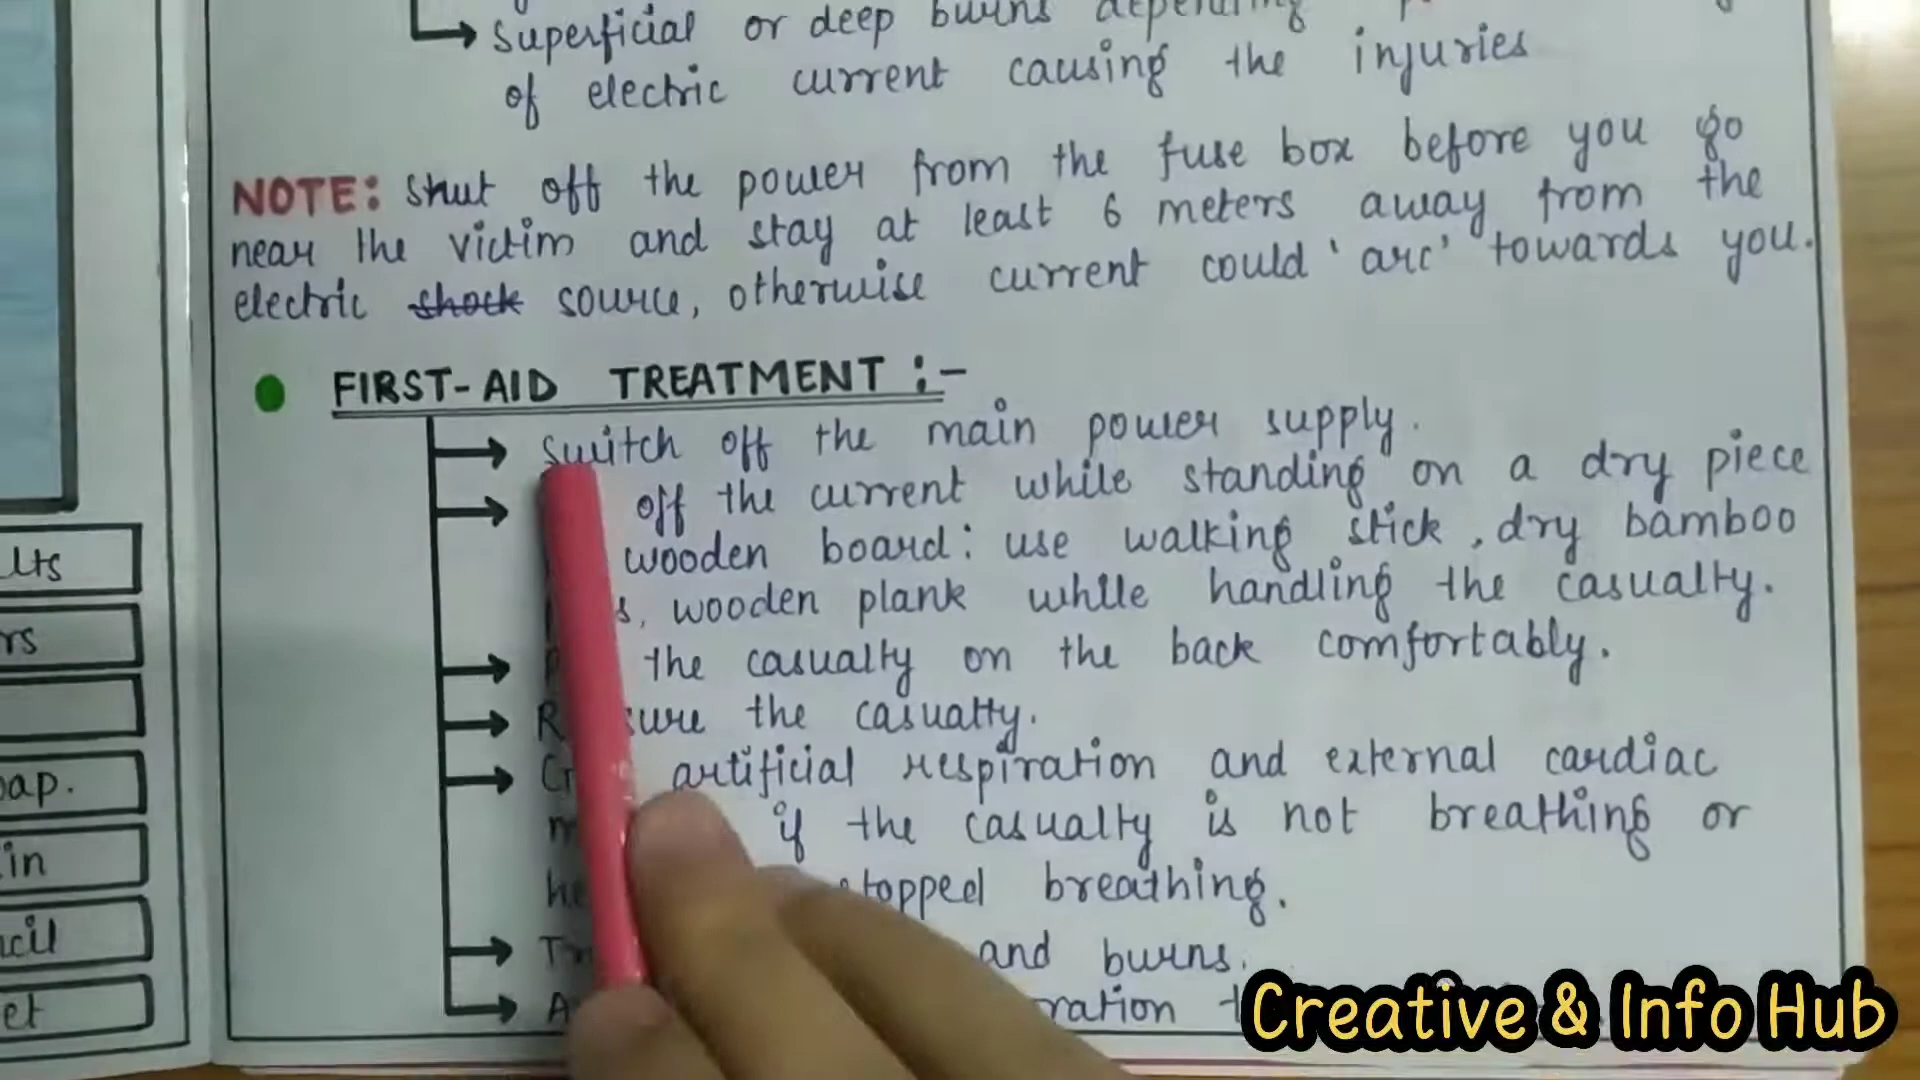 superficial or deep burns
of electric current causing the injuries
NOTE: Shut off the power from the fuse box before you go
near the victim and stay at least 6 meters away from the
electric shock source, otherwise current could 'arc' towards you.
FIRST-AID TREATMENT :-
Switch off the main power supply.
off the current while standing on a dry piece
wooden board: use walking stick, dry bamboo
wooden plank while handling the casualty.
the casualty on the back comfortably.
the casualty.
artificial respiration and external cardiac
if the casualty is not breathing or
stopped breathing.
and burns.
lts
rs
oap.
in
cil
et
Creative & Info Hub